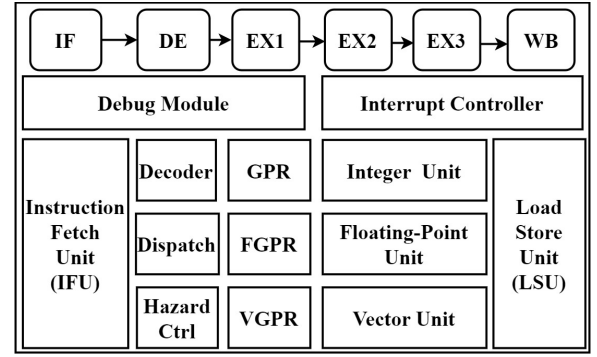 IF
DE
EX1
EX2
EX3
WB
Debug Module
Interrupt Controller
Instruction
Fetch
Unit
(IFU)
Decoder
GPR
Integer Unit
Dispatch
FGPR
Floating-Point
Unit
Hazard
Ctrl
VGPR
Vector Unit
Load
Store
Unit
(LSU)